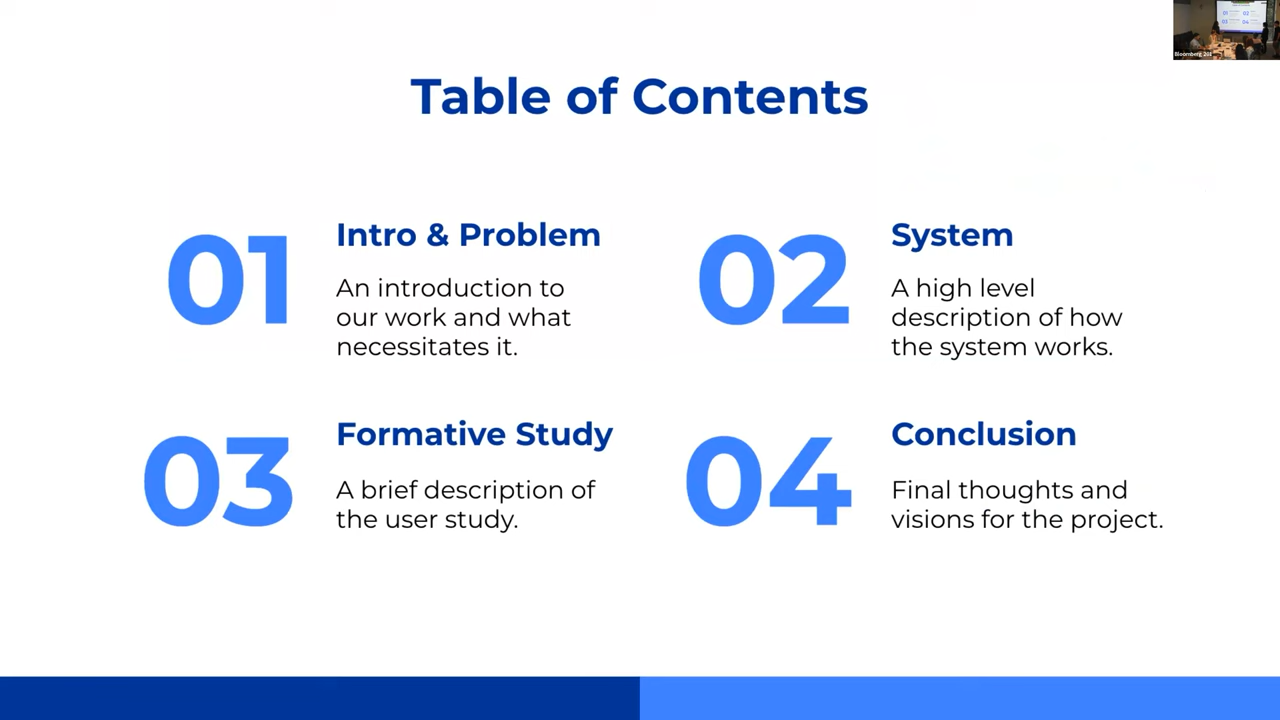 Table of Contents
01
Intro & Problem
An introduction to
our work and what
necessitates it.
02
System
A high level
description of how
the system works.
03
Formative Study
A brief description of
the user study.
04
Conclusion
Final thoughts and
visions for the project.